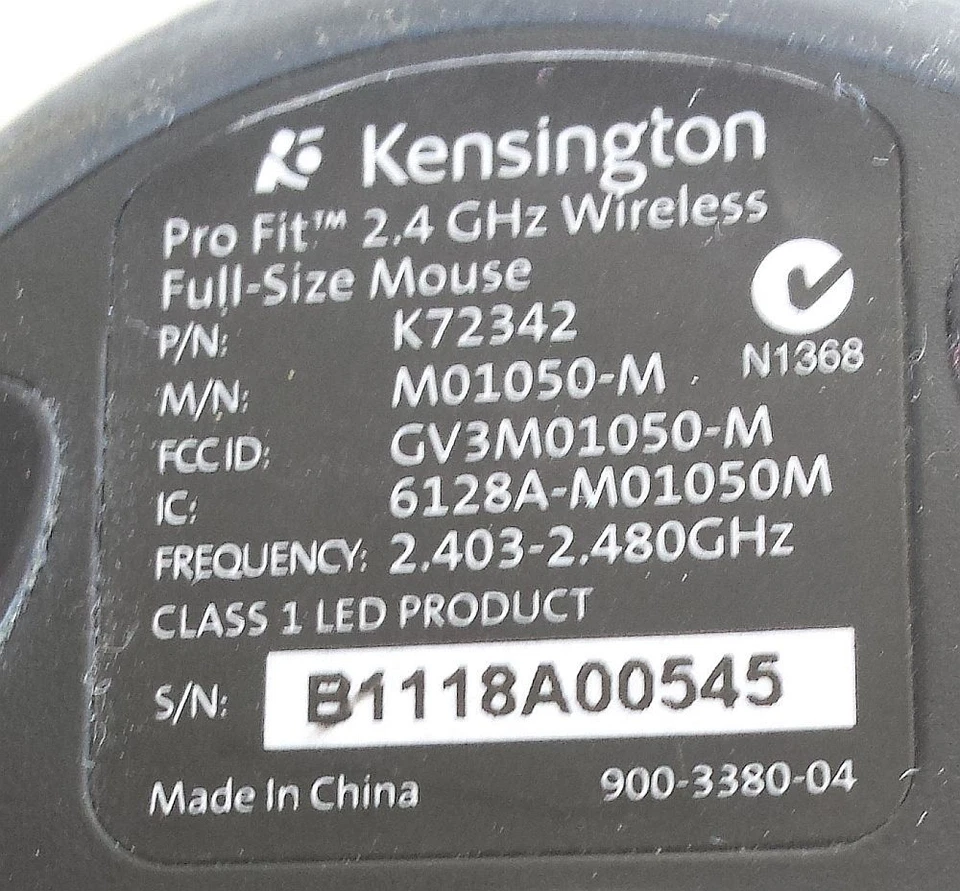 Kensington
Pro Fit™ 2.4 GHz Wireless
Full-Size Mouse
P/N: K72342
N1368
M/N: M01050-M
FCC ID: GV3M01050-M
IC: 6128A-M01050M
FREQUENCY: 2.403-2.480GHz
CLASS 1 LED PRODUCT
S/N: B1118A00545
Made In China 900-3380-04